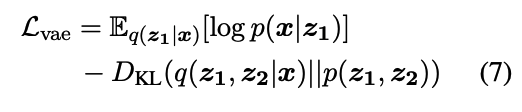 ℒ_vae = 𝔼_{q(z₁|x)}[log p(x|z₁)]
− D_KL(q(z₁, z₂|x)||p(z₁, z₂)) (7)